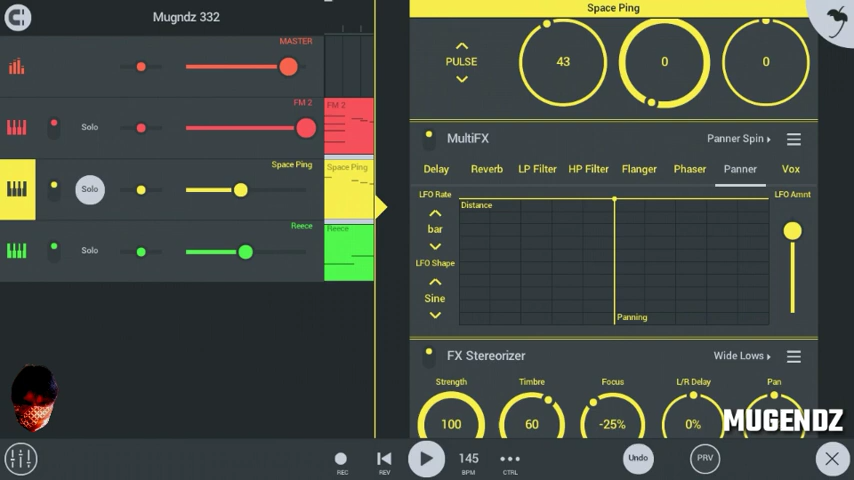 Mugndz 332
Space Ping
MASTER
PULSE
43
0
0
FM 2
Solo
FM 2
MultiFX
Panner Spin
Space Ping
Solo
Space Ping
Delay
Reverb
LP Filter
HP Filter
Flanger
Phaser
Panner
Vox
LFO Rate
bar
LFO Shape
Sine
Distance
Panning
LFO Amnt
Reece
Solo
Reece
FX Stereorizer
Wide Lows
Strength
Timbre
Focus
L/R Delay
Pan
100
60
-25%
0%
MUGENDZ
REC
REV
145
BPM
CTRL
Undo
PRV